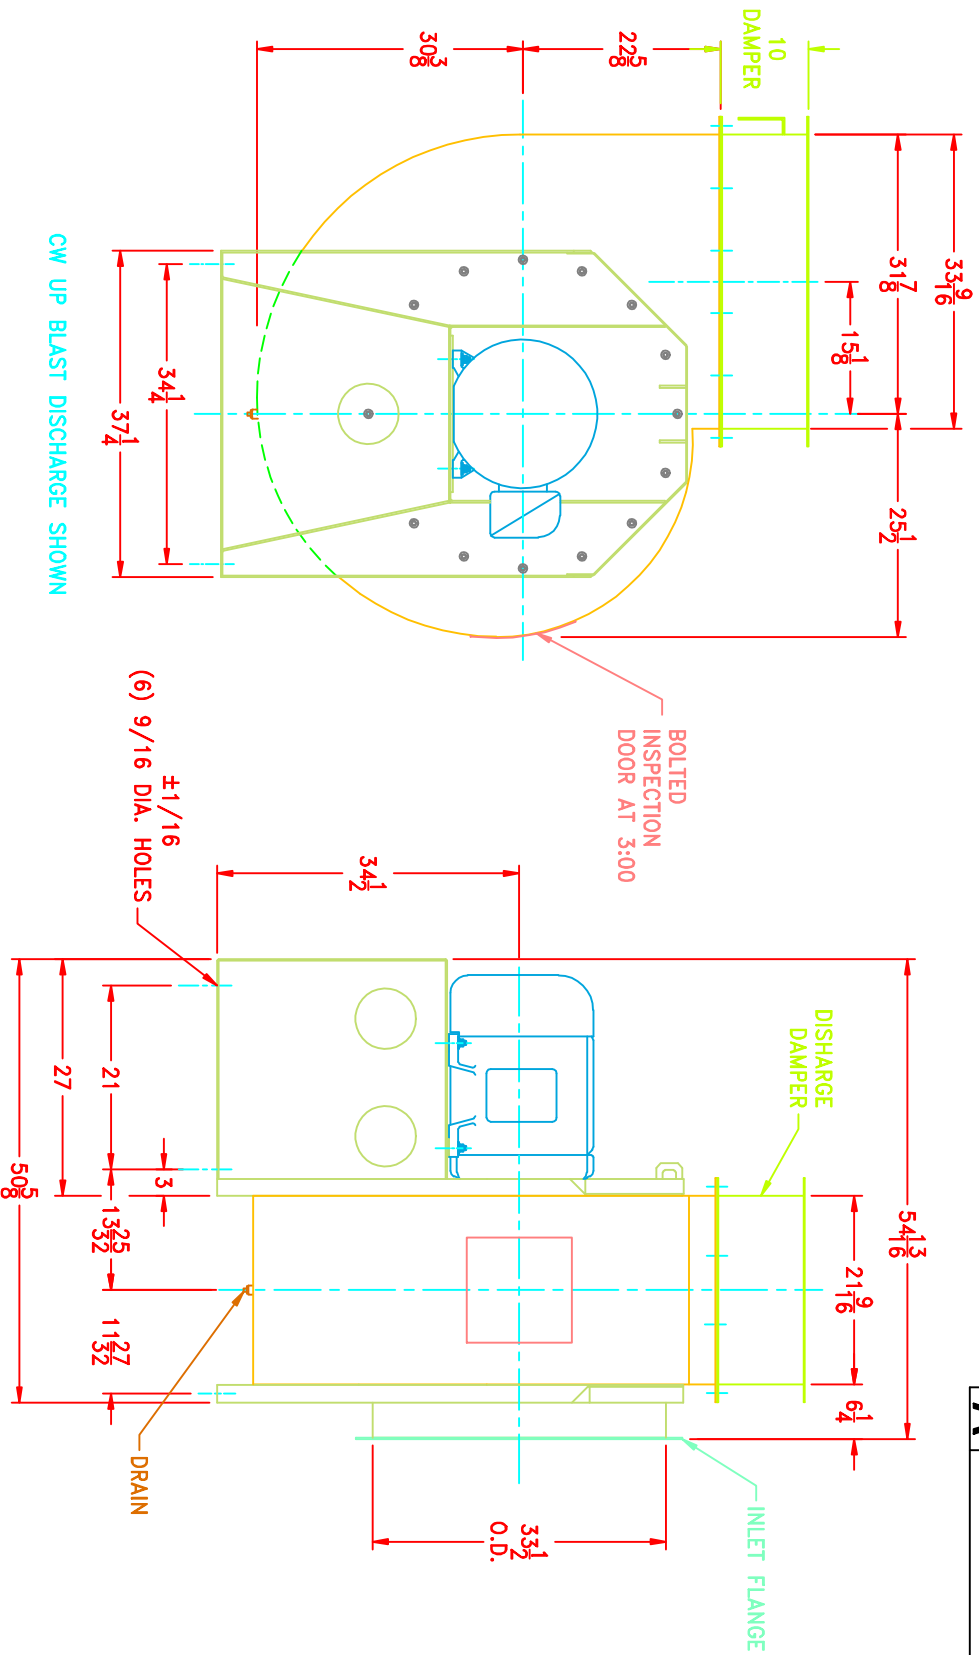 10
DAMPER
22 5/8
30 3/8
33 9/16
31 7/8
15 1/8
25 1/2
34 1/4
37 1/4
CW UP BLAST DISCHARGE SHOWN
BOLTED
INSPECTION
DOOR AT 3:00
±1/16
(6) 9/16 DIA. HOLES
34 1/2
DISHARGE
DAMPER
54 13/16
21 9/16
6 1/4
21
3
13 25/32
11 27/32
27
50 5/8
DRAIN
33 1/2
O.D.
INLET FLANGE